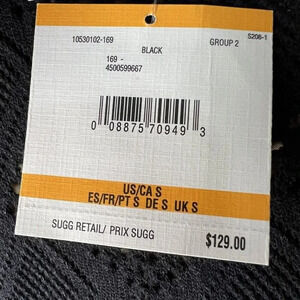 10530102-169
BLACK
GROUP 2
S208-1
169 -
4500599667
0 08875 70949 3
US/CA S
ES/FR/PT S DE S UK S
SUGG RETAIL/ PRIX SUGG
$129.00